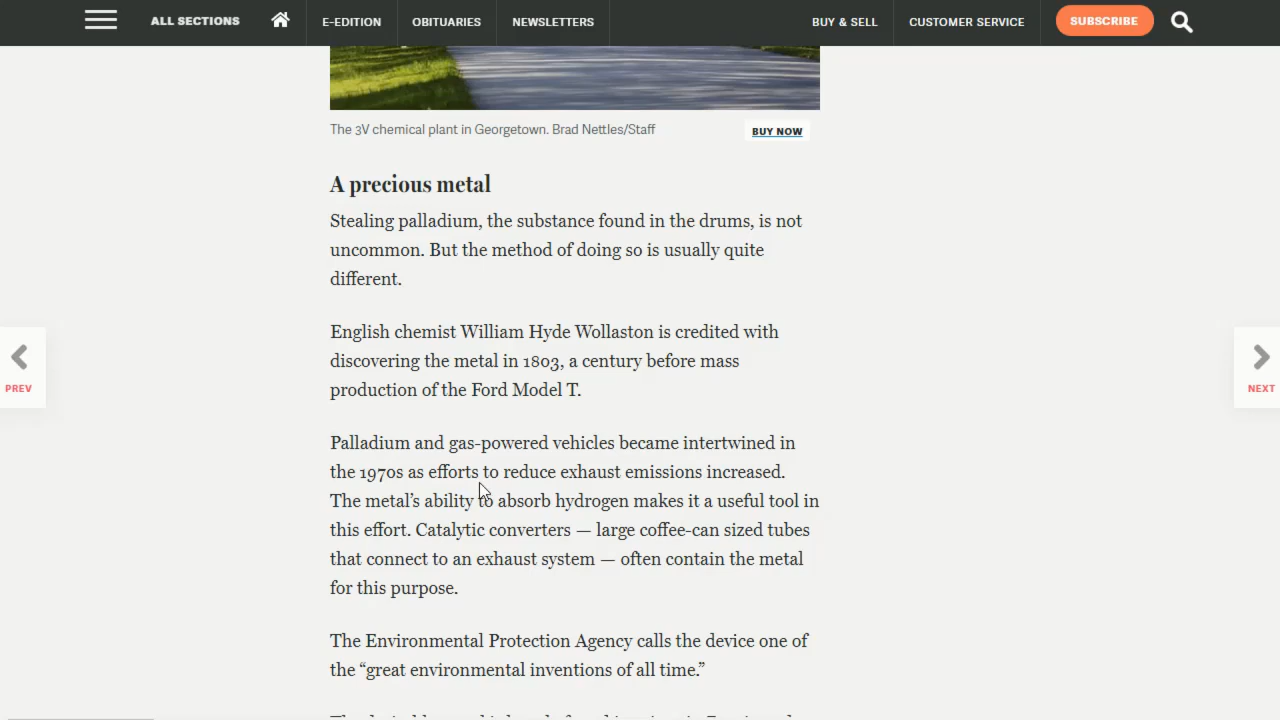 ALL SECTIONS E-EDITION OBITUARIES NEWSLETTERS BUY & SELL CUSTOMER SERVICE SUBSCRIBE
The 3V chemical plant in Georgetown. Brad Nettles/Staff BUY NOW
A precious metal
Stealing palladium, the substance found in the drums, is not
uncommon. But the method of doing so is usually quite
different.
English chemist William Hyde Wollaston is credited with
discovering the metal in 1803, a century before mass
production of the Ford Model T.
PREV
NEXT
Palladium and gas-powered vehicles became intertwined in
the 1970s as efforts to reduce exhaust emissions increased.
The metal’s ability to absorb hydrogen makes it a useful tool in
this effort. Catalytic converters — large coffee-can sized tubes
that connect to an exhaust system — often contain the metal
for this purpose.
The Environmental Protection Agency calls the device one of
the “great environmental inventions of all time.”